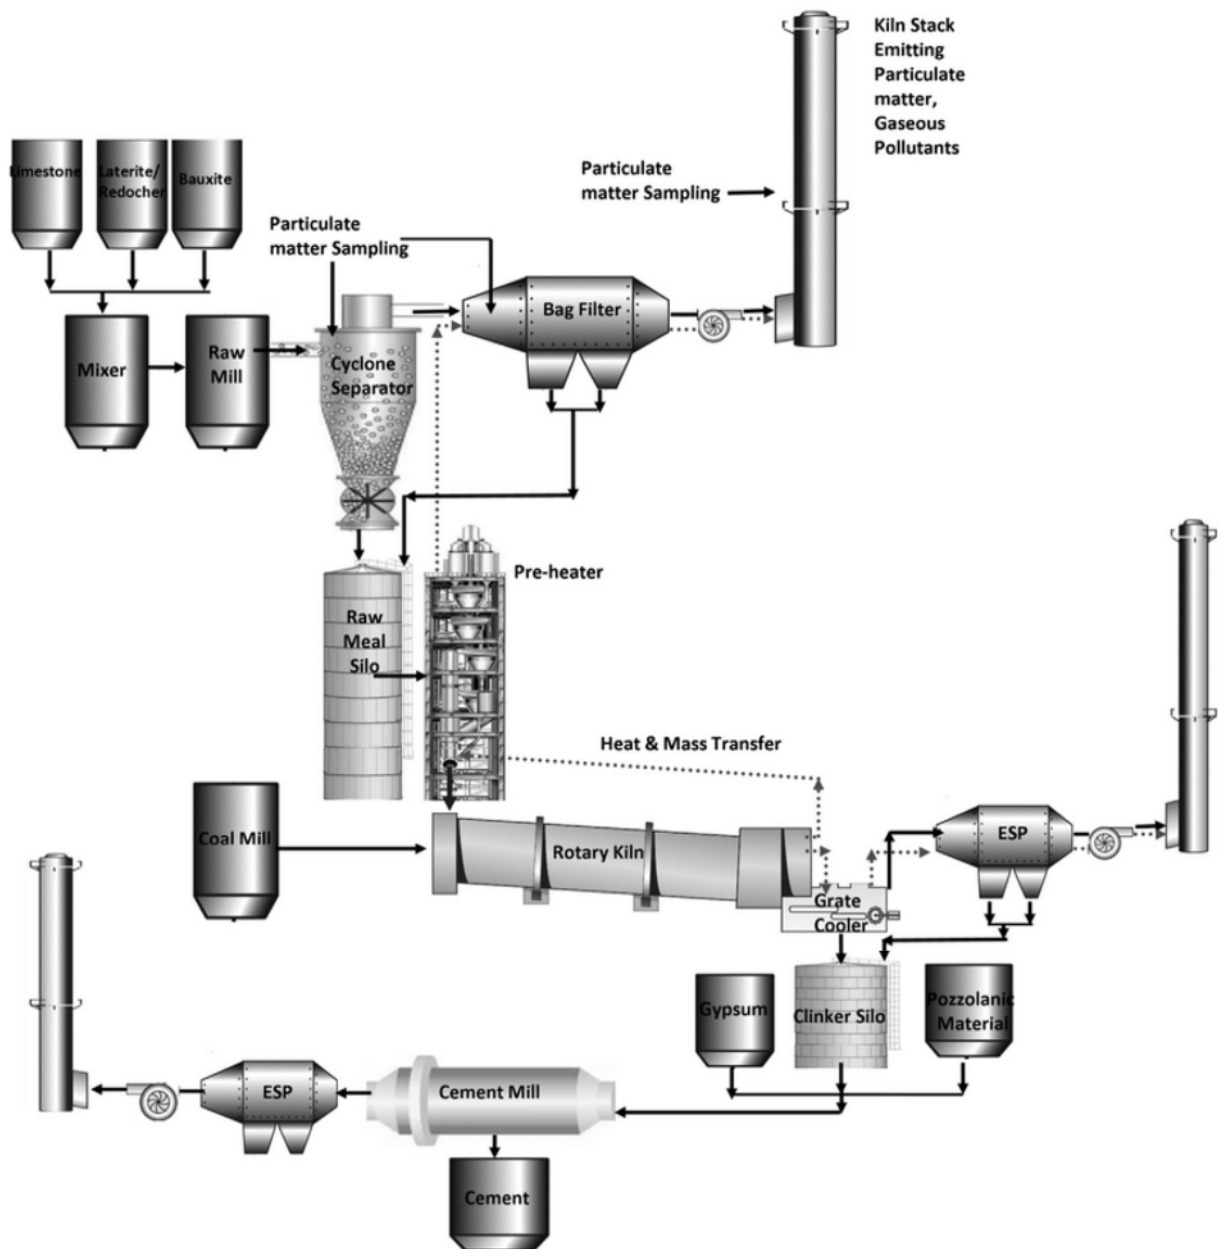 Kiln Stack
Emitting
Particulate
matter,
Gaseous
Pollutants
Particulate
matter Sampling
Limestone
Laterite/
Redocher
Bauxite
Particulate
matter Sampling
Bag Filter
Mixer
Raw
Mill
Cyclone
Separator
Pre-heater
Raw
Meal
Silo
Heat & Mass Transfer
Coal Mill
Rotary Kiln
ESP
Grate
Cooler
Gypsum
Clinker Silo
Pozzolanic
Material
ESP
Cement Mill
Cement